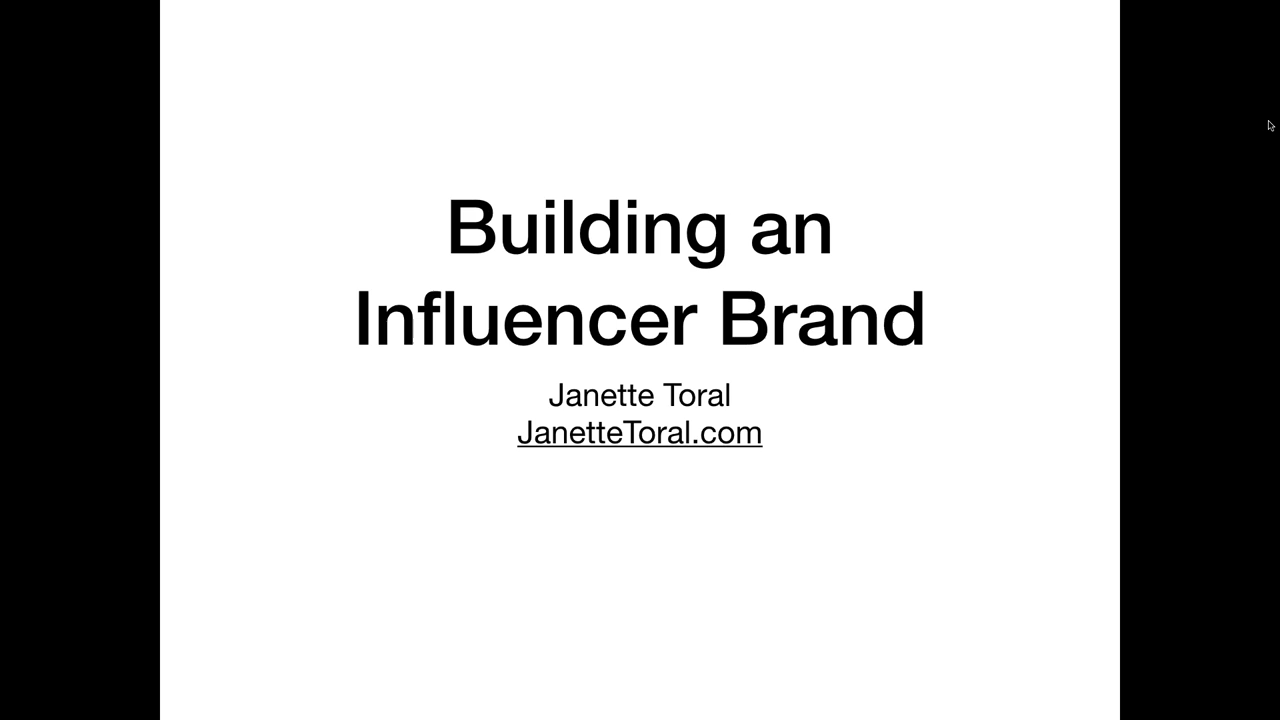 Building an
Influencer Brand
Janette Toral
JanetteToral.com